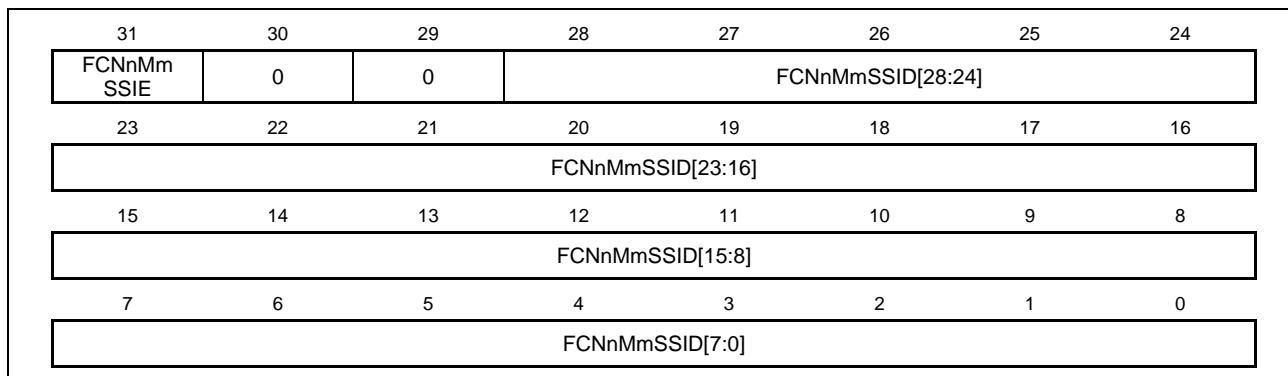 31 30 29 28 27 26 25 24
FCNnMm
SSIE 0 0 FCNnMmSSID[28:24]
23 22 21 20 19 18 17 16
FCNnMmSSID[23:16]
15 14 13 12 11 10 9 8
FCNnMmSSID[15:8]
7 6 5 4 3 2 1 0
FCNnMmSSID[7:0]